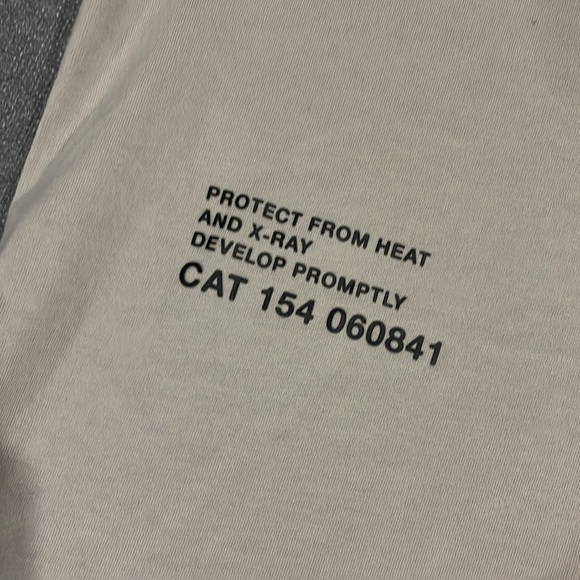 PROTECT FROM HEAT
AND X-RAY
DEVELOP PROMPTLY
CAT 154 060841